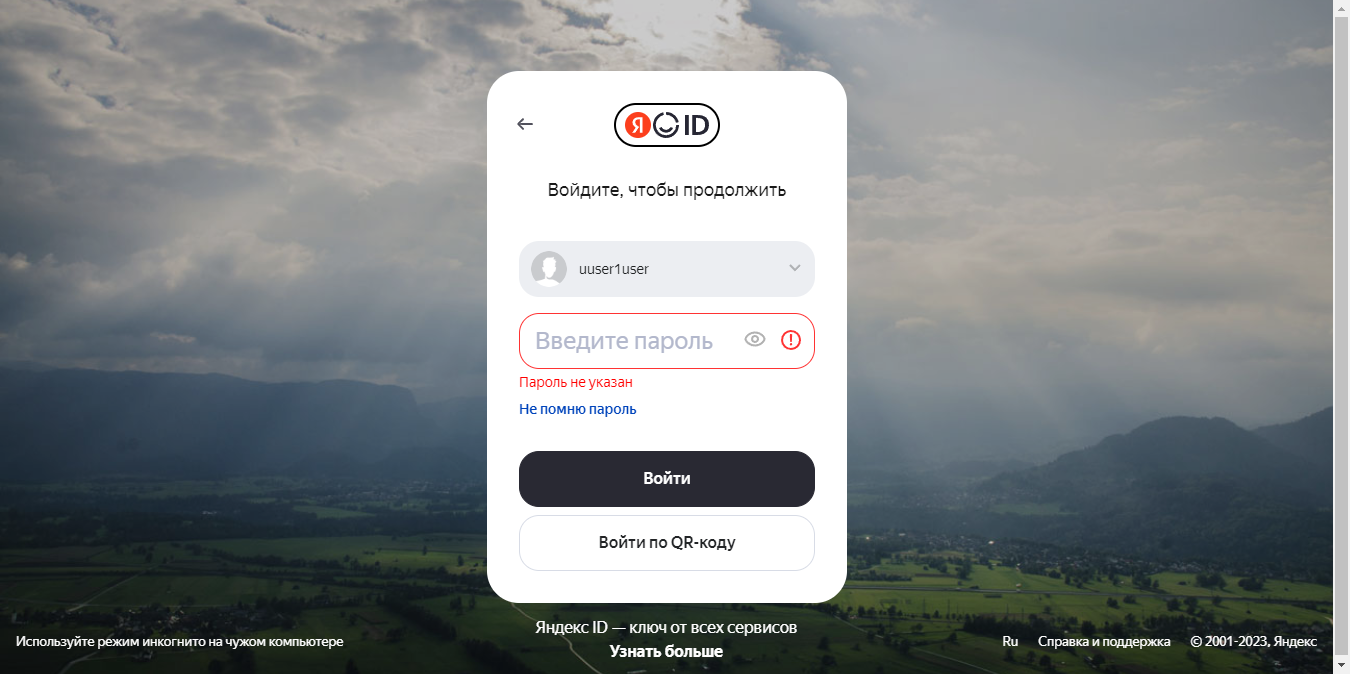 Я ID
Войдите, чтобы продолжить
uuser1user
Введите пароль
Пароль не указан
Не помню пароль
Войти
Войти по QR-коду
Яндекс ID — ключ от всех сервисов
Узнать больше
Используйте режим инкогнито на чужом компьютере
Ru Справка и поддержка © 2001-2023, Яндекс